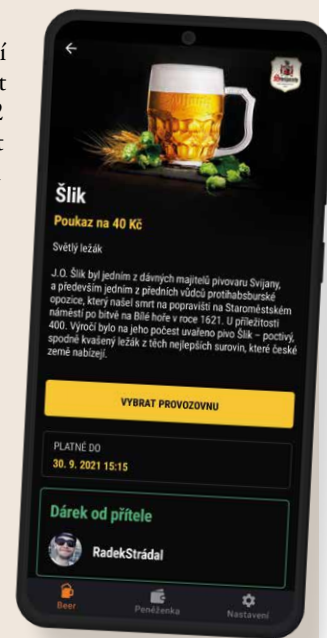 í
t
2
t
Svijany
Šlik
Poukaz na 40 Kč
Světlý ležák
J.O. Šlik byl jedním z dávných majitelů pivovaru Svijany,
a především jedním z předních vůdců protihabsburské
opozice, který našel smrt na popravišti na Staroměstském
náměstí po bitvě na Bílé hoře v roce 1621. U příležitosti
400. Výročí bylo na jeho počest uvařeno pivo Šlik – poctivý,
spodně kvašený ležák z těch nejlepších surovin, které české
země nabízejí.
VYBRAT PROVOZOVNU
PLATNÉ DO
30. 9. 2021 15:15
Dárek od přítele
RadekStrádal
Beer
Peněženka
Nastavení